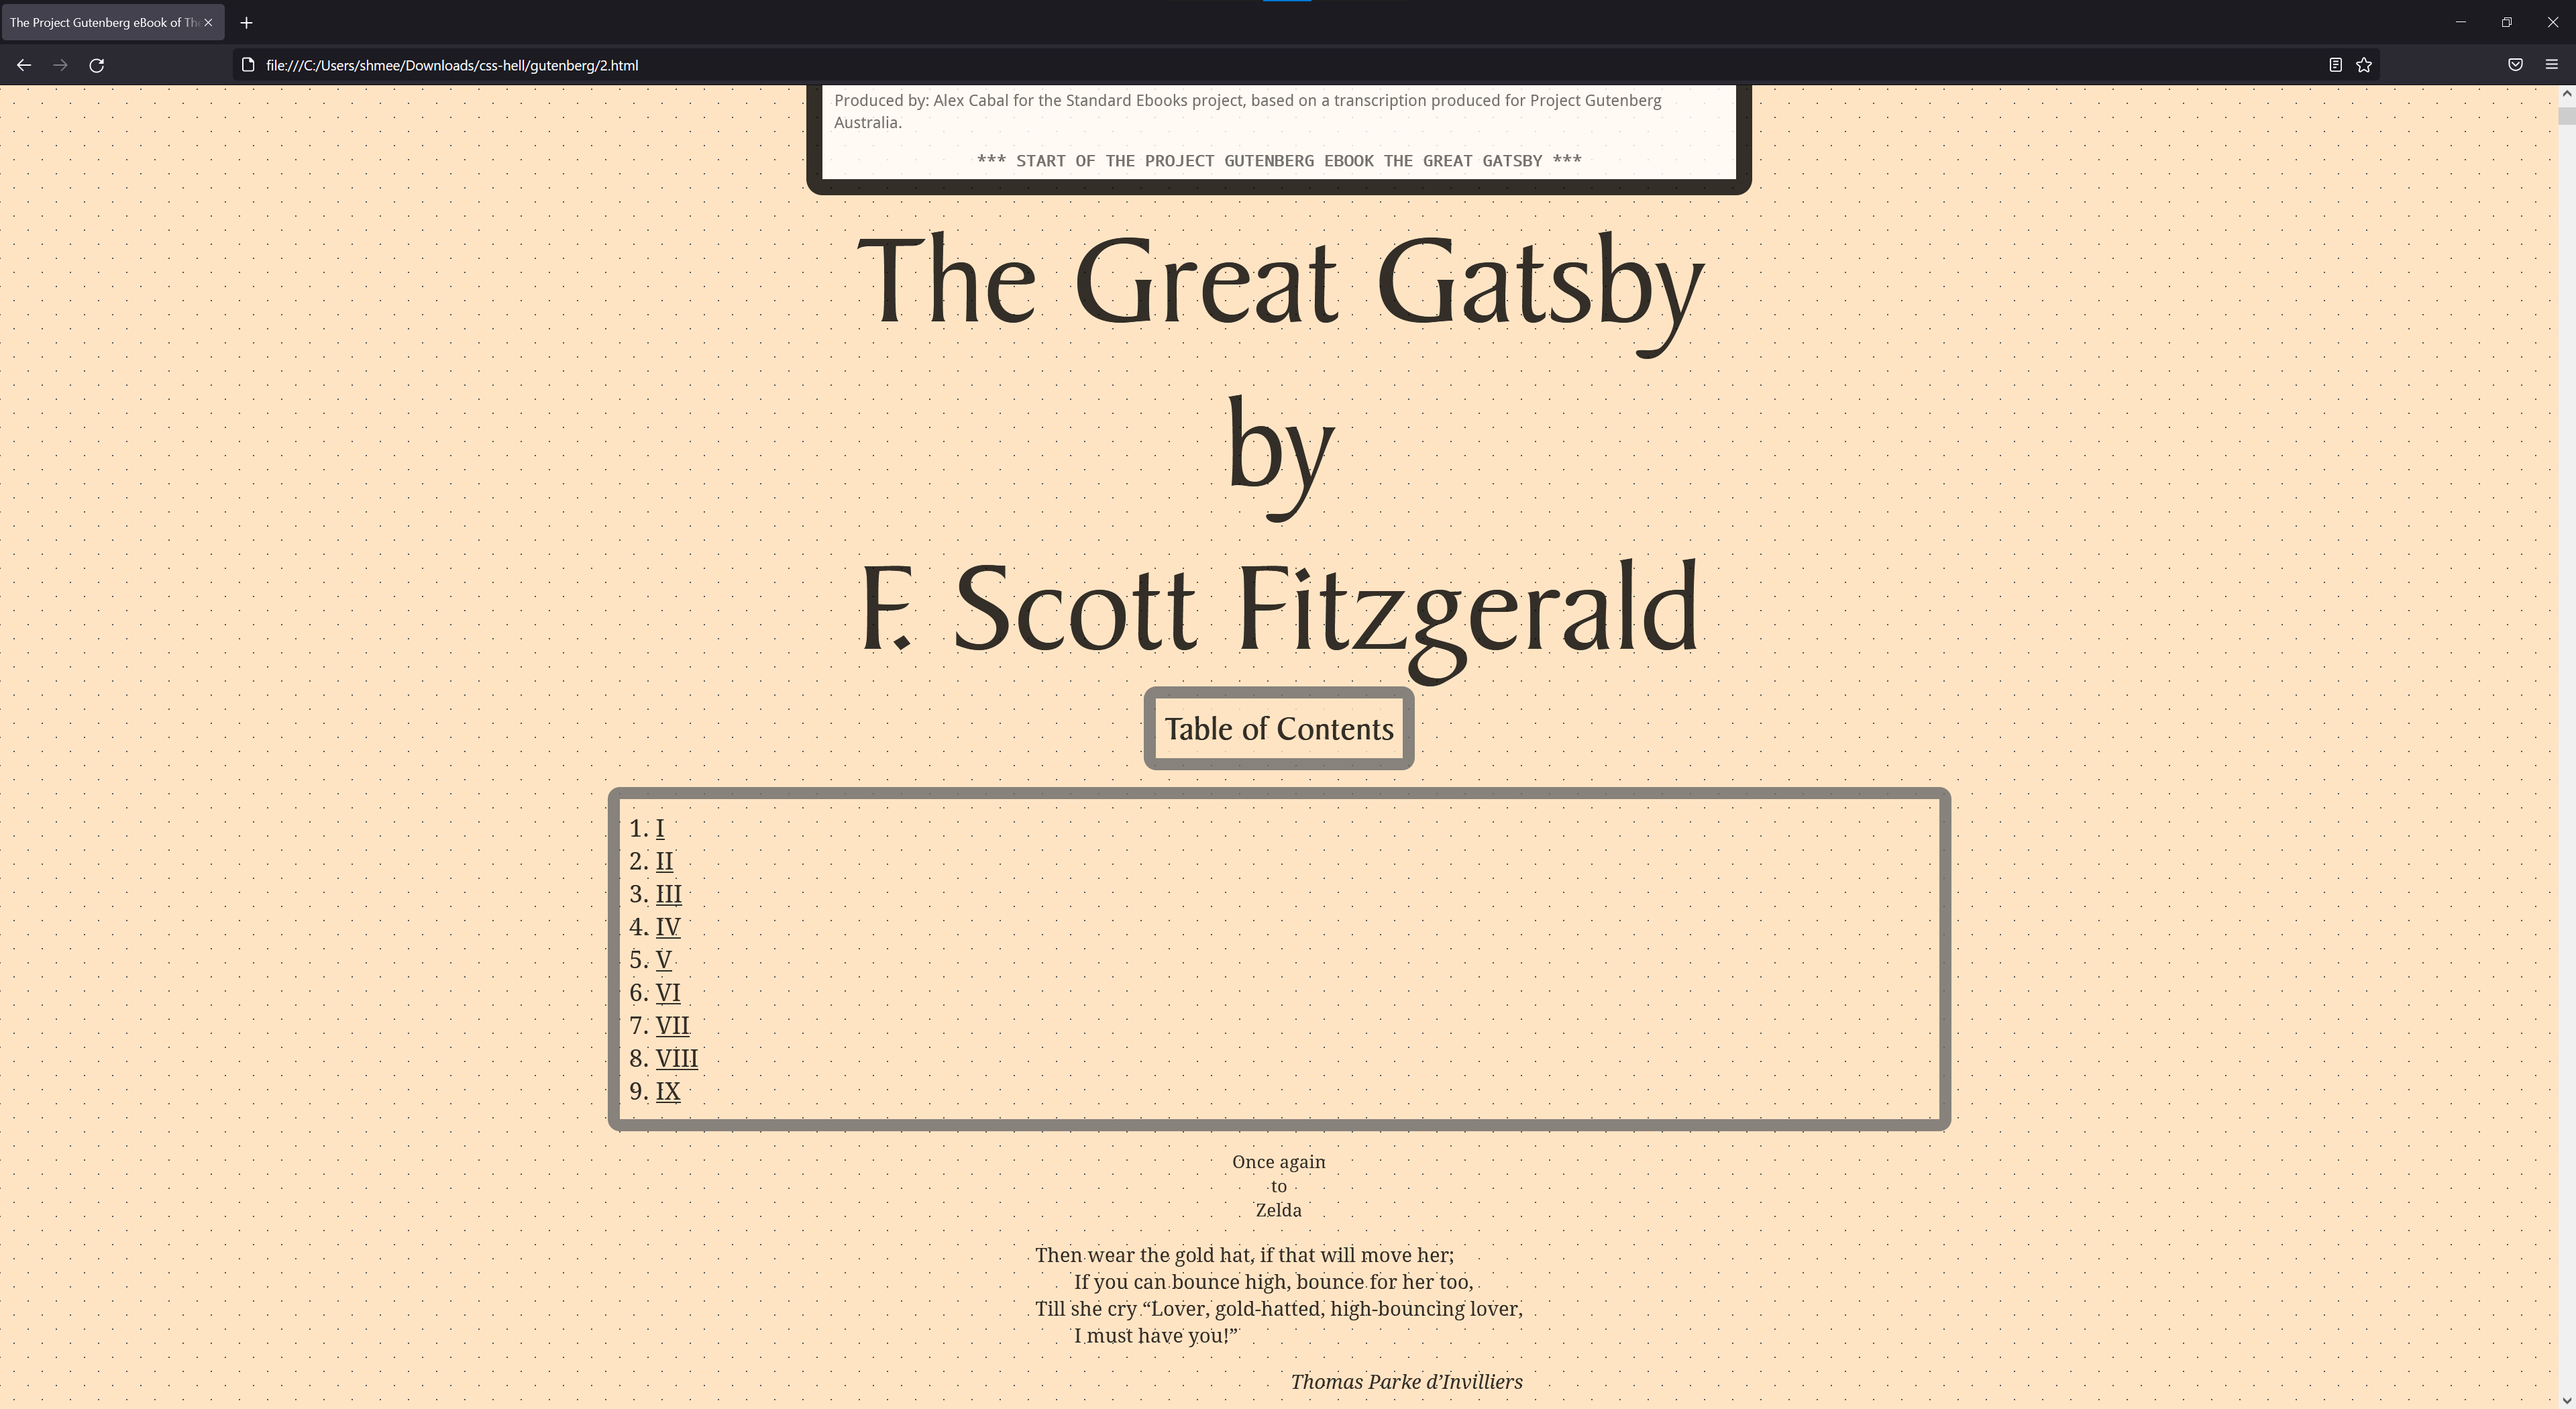 The Project Gutenberg eBook of Th
file:///C:/Users/shmee/Downloads/css-hell/gutenberg/2.html
Produced by: Alex Cabal for the Standard Ebooks project, based on a transcription produced for Project Gutenberg
Australia.
*** START OF THE PROJECT GUTENBERG EBOOK THE GREAT GATSBY ***
The Great Gatsby
by
F. Scott Fitzgerald
Table of Contents
1. I
2. II
3. III
4. IV
5. V
6. VI
7. VII
8. VIII
9. IX
Once again
to
Zelda
Then wear the gold hat, if that will move her;
If you can bounce high, bounce for her too,
Till she cry “Lover, gold-hatted, high-bouncing lover,
I must have you!”
Thomas Parke d’Invilliers